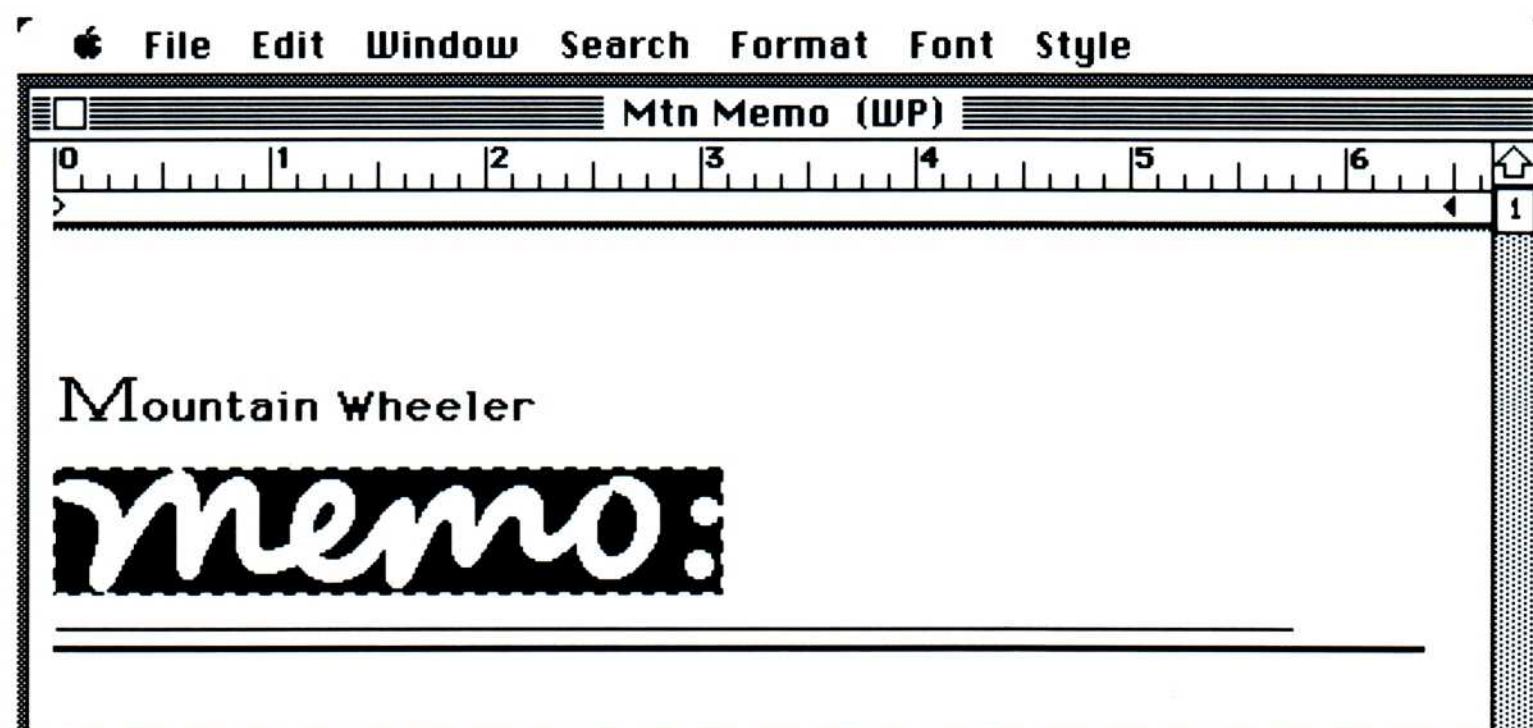 File Edit Window Search Format Font Style
Mtn Memo (WP)
0 1 2 3 4 5 6
1
Mountain Wheeler
memo: